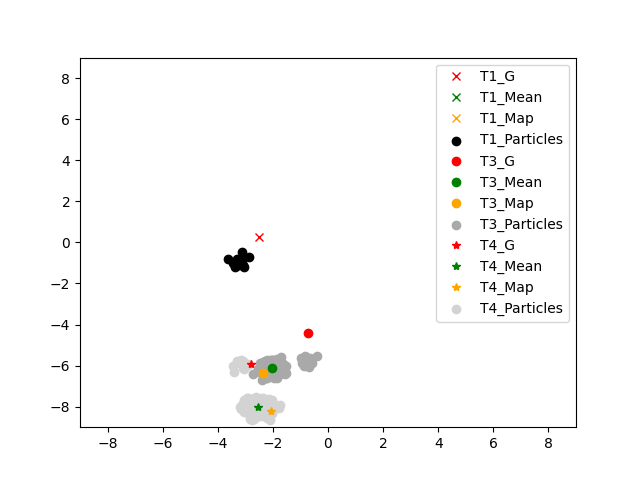 8
6
4
2
0
−2
−4
−6
−8
−8 −6 −4 −2 0 2 4 6 8
T1_G
T1_Mean
T1_Map
T1_Particles
T3_G
T3_Mean
T3_Map
T3_Particles
T4_G
T4_Mean
T4_Map
T4_Particles